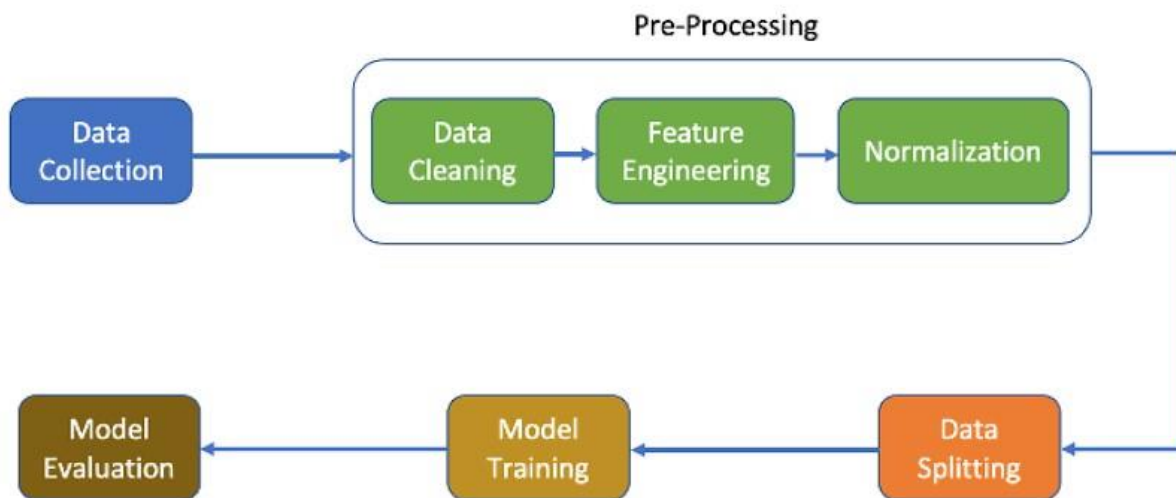 Pre-Processing
Data
Collection
Data
Cleaning
Feature
Engineering
Normalization
Model
Evaluation
Model
Training
Data
Splitting